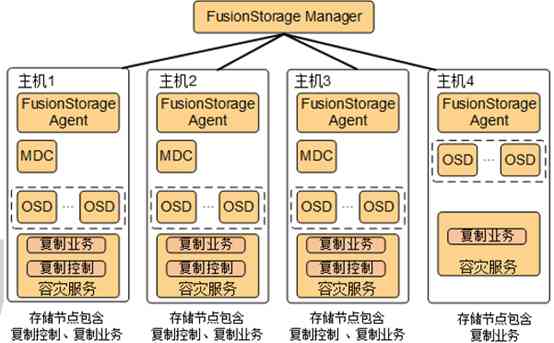 FusionStorage Manager
主机1
FusionStorage
Agent
MDC
OSD ... OSD
复制业务
复制控制
容灾服务
存储节点包含
复制控制、复制业务
主机2
FusionStorage
Agent
MDC
OSD ... OSD
复制业务
复制控制
容灾服务
存储节点包含
复制控制、复制业务
主机3
FusionStorage
Agent
MDC
OSD ... OSD
复制业务
复制控制
容灾服务
存储节点包含
复制控制、复制业务
主机4
FusionStorage
Agent
OSD ... OSD
复制业务
容灾服务
存储节点包含
复制业务